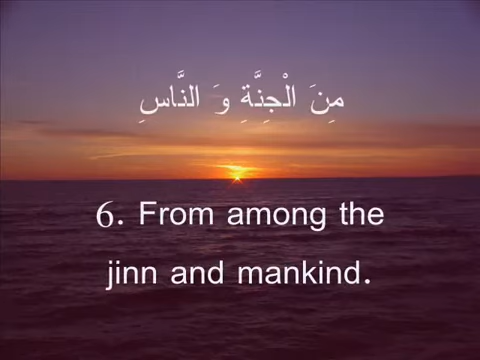 مِنَ الْجِنَّةِ وَ النَّاسِ
6. From among the
jinn and mankind.